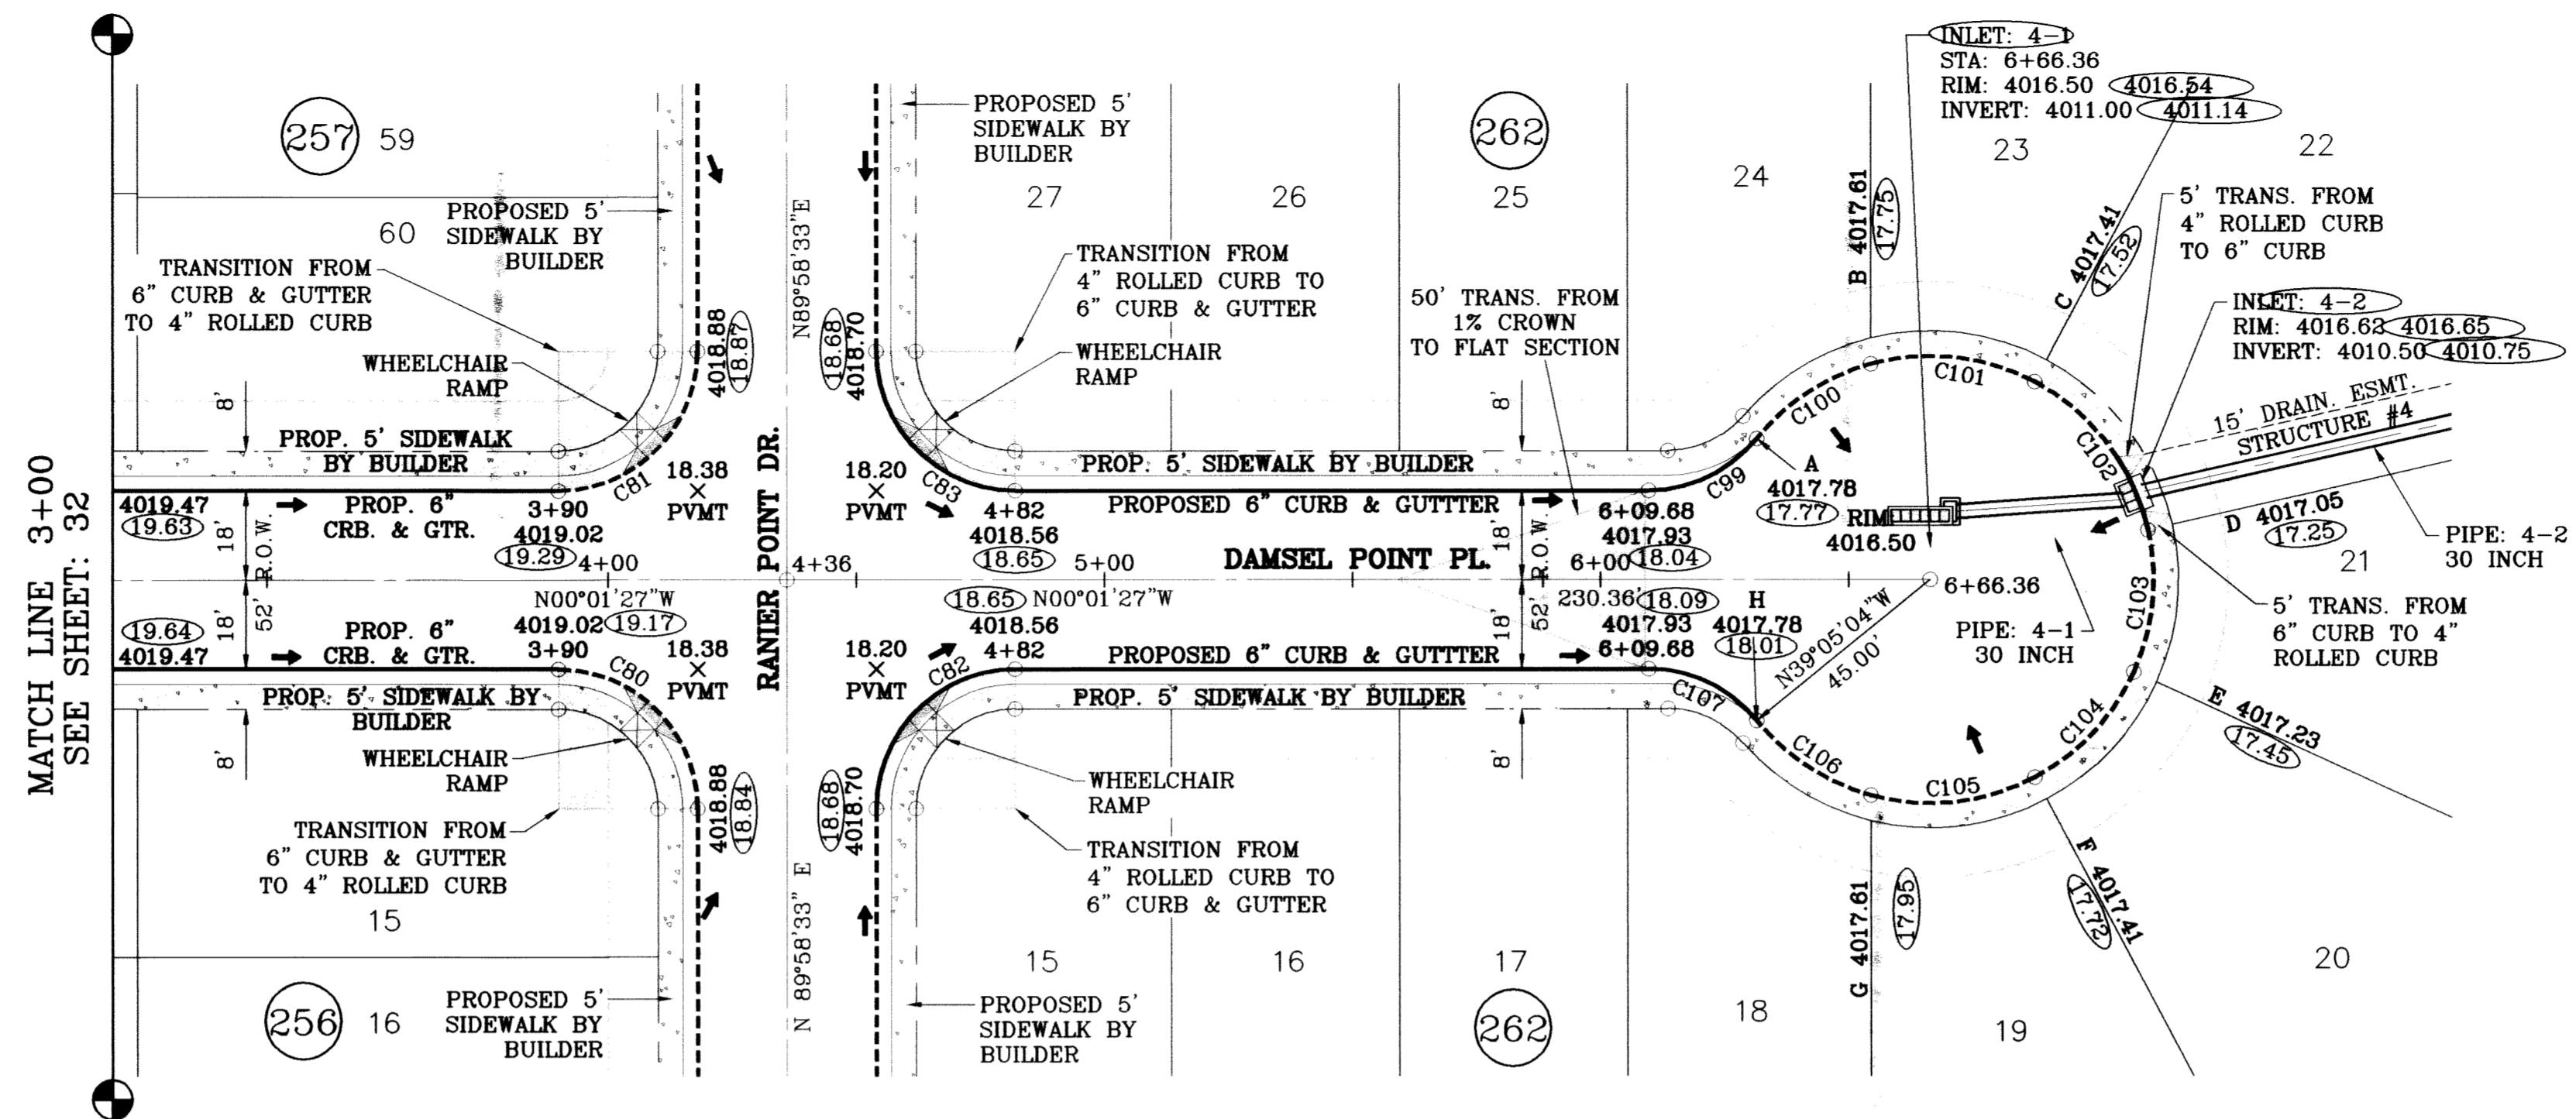 MATCH LINE 3+00
SEE SHEET: 32
257
59
60
PROPOSED 5'
SIDEWALK BY
BUILDER
TRANSITION FROM
6" CURB & GUTTER
TO 4" ROLLED CURB
WHEELCHAIR
RAMP
8'
PROP. 5' SIDEWALK
BY BUILDER
4019.47
19.63
18'
R.O.W.
PROP. 6"
CRB. & GTR.
3+90
4019.02
19.29
4+00
C81
18.38
PVMT
4018.88
18.87
N89°58'33"E
18.68
4018.70
PROPOSED 5'
SIDEWALK BY
BUILDER
27
26
262
25
24
TRANSITION FROM
4" ROLLED CURB TO
6" CURB & GUTTER
WHEELCHAIR
RAMP
18.20
PVMT
C83
PROP. 5' SIDEWALK BY BUILDER
PROPOSED 6" CURB & GUTTTER
4018.56
18.65
5+00
4+36
RANIER POINT DR.
DAMSEL POINT PL.
50' TRANS. FROM
1% CROWN
TO FLAT SECTION
8'
18'
R.O.W.
6+09.68
4017.93
18.04
6+00
C99
A
4017.78
17.77
C100
B 4017.61
17.75
C101
INLET: 4-1
STA: 6+66.36
RIM: 4016.50 4016.54
INVERT: 4011.00 4011.14
23
22
C 4017.41
17.52
5' TRANS. FROM
4" ROLLED CURB
TO 6" CURB
INLET: 4-2
RIM: 4016.62 4016.65
INVERT: 4010.50 4010.75
15' DRAIN. ESMT.
STRUCTURE #4
C102
RIM
4016.50
D 4017.05
17.25
PIPE: 4-2
30 INCH
21
6+66.36
C103
5' TRANS. FROM
6" CURB TO 4"
ROLLED CURB
PIPE: 4-1
30 INCH
E 4017.23
17.45
C104
C105
C106
N39°05'04"W
45.00'
F 4017.41
17.72
G 4017.61
17.95
20
19
18
19.64
4019.47
18'
52'
PROP. 6"
CRB. & GTR.
N00°01'27"W
4019.02 19.17
3+90
C80
18.38
PVMT
18.20
PVMT
18.65 N00°01'27"W
4018.56
4+82
C82
PROPOSED 6" CURB & GUTTTER
18'
52'
230.36' 18.09
4017.93
6+09.68
H
4017.78
18.01
C107
PROP. 5' SIDEWALK BY
BUILDER
PROP. 5' SIDEWALK BY BUILDER
8'
8'
WHEELCHAIR
RAMP
4018.88
18.84
18.68
4018.70
WHEELCHAIR
RAMP
TRANSITION FROM
6" CURB & GUTTER
TO 4" ROLLED CURB
TRANSITION FROM
4" ROLLED CURB TO
6" CURB & GUTTER
N 89°58'33" E
15
256
16
PROPOSED 5'
SIDEWALK BY
BUILDER
PROPOSED 5'
SIDEWALK BY
BUILDER
15
16
17
262